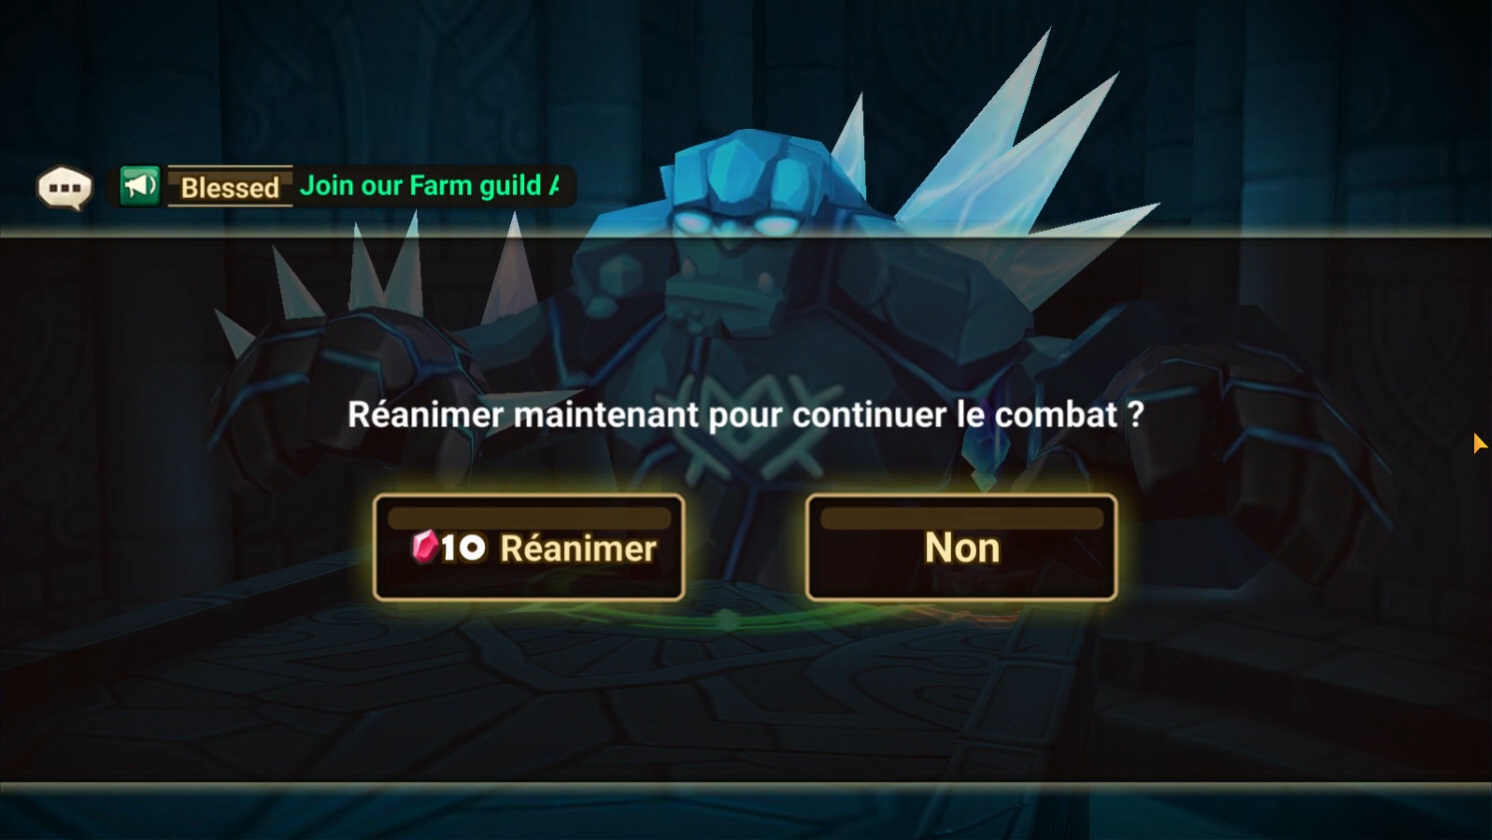 Blessed Join our Farm guild
Réanimer maintenant pour continuer le combat ?
10 Réanimer
Non